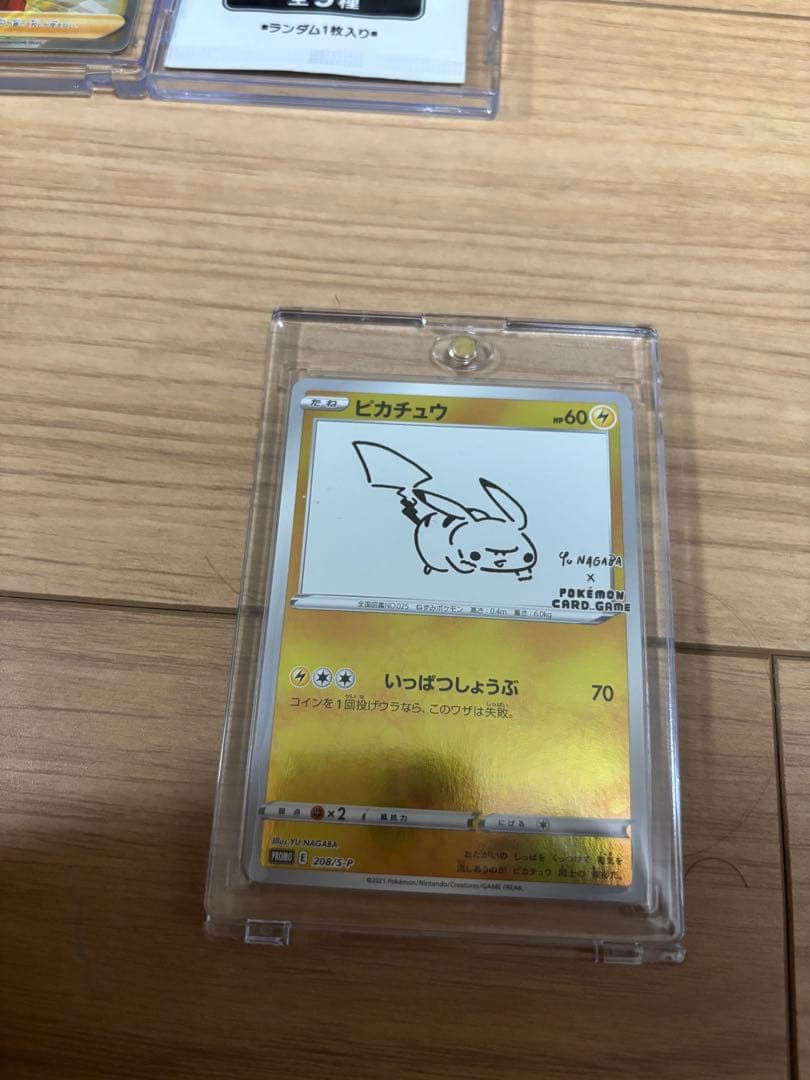 全9種
*ランダム1枚入り*
たね ピカチュウ HP60
Yu NAGABA
×
POKÉMON
CARD GAME
全国図鑑NO.025 ねずみポケモン 高さ:0.4m 重さ:6.0kg
いっぱつしょうぶ 70
コインを1回投げウラなら、このワザは失敗。
弱点 ×2 抵抗力 にげる
Illus. YU NAGABA
PROMO E 208/S-P
おたがいの しっぽを くっつけて 電気を
流しあうのが ピカチュウ 同士の 挨拶だ。
©2021 Pokémon/Nintendo/Creatures/GAME FREAK.